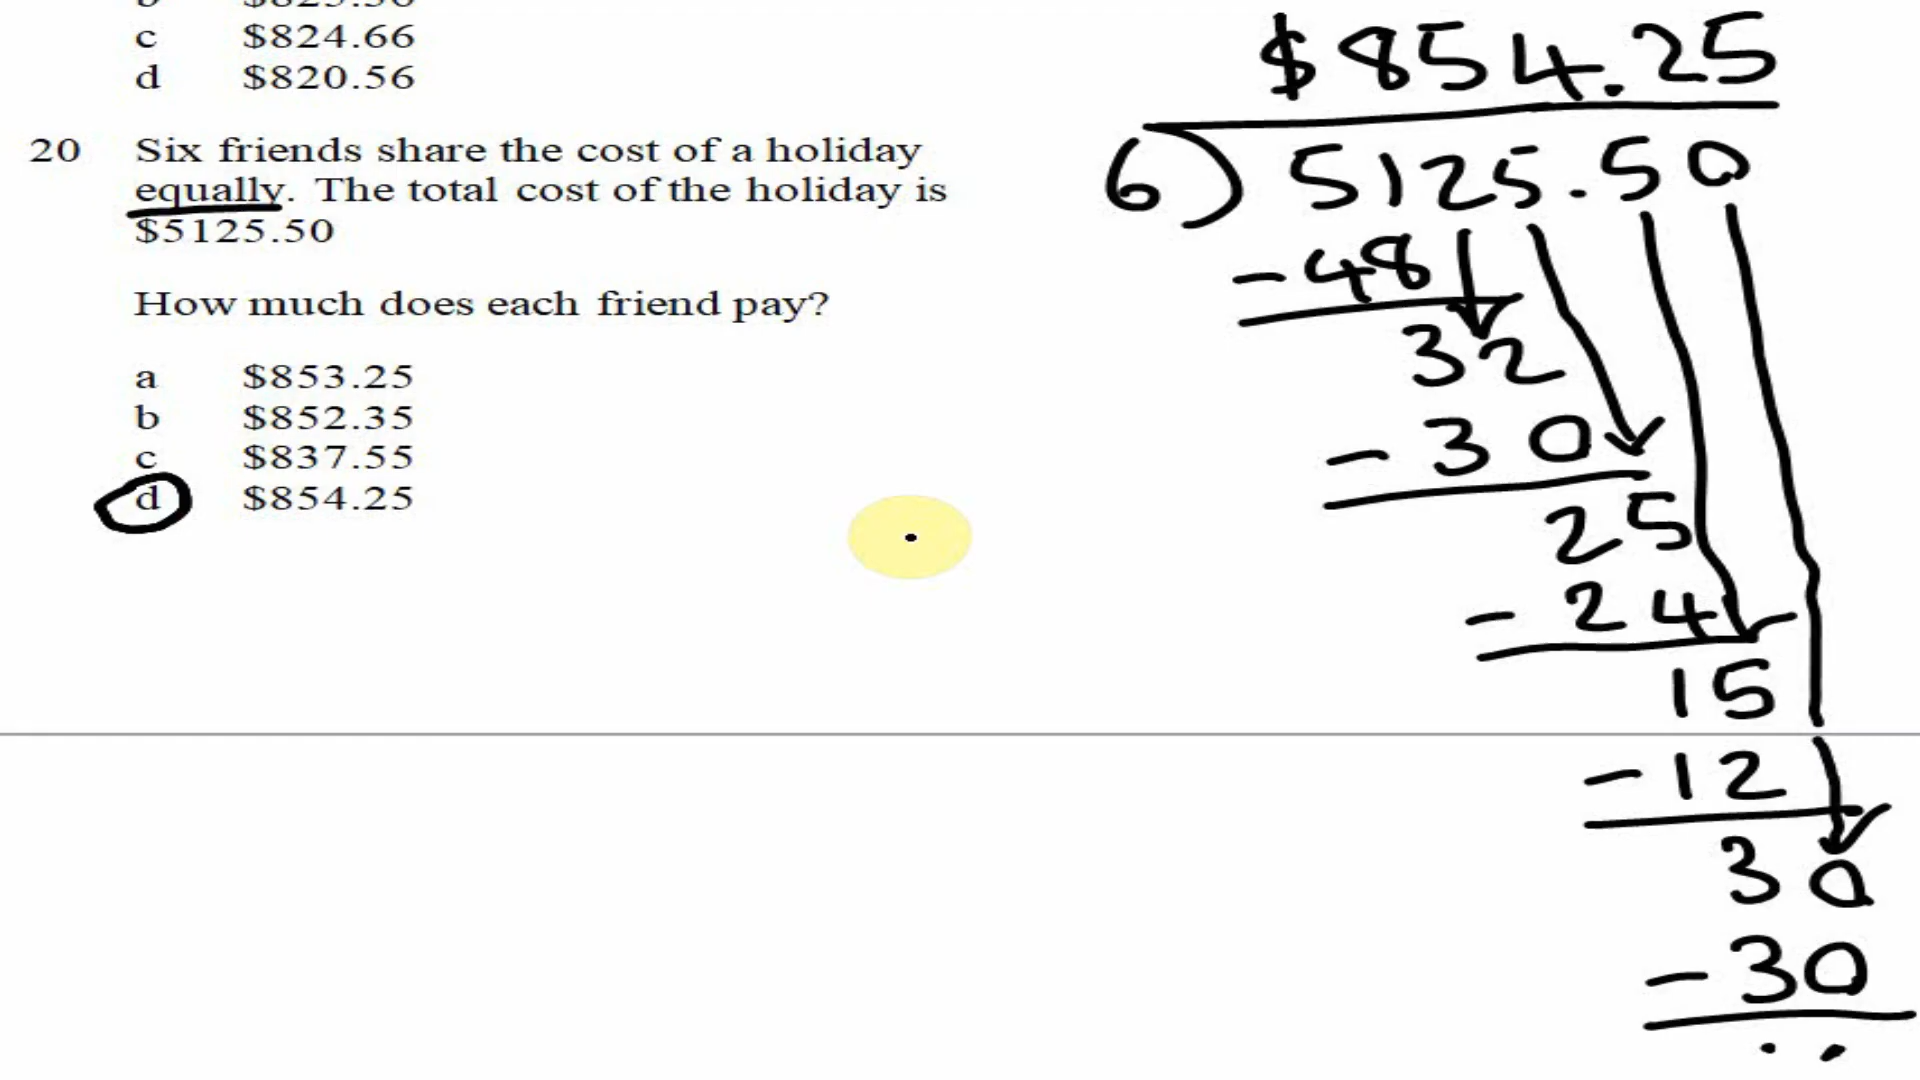 c $824.66
d $820.56
20 Six friends share the cost of a holiday
equally. The total cost of the holiday is
$5125.50
How much does each friend pay?
a $853.25
b $852.35
c $837.55
d $854.25
$854.25
6) 5125.50
-48
32
-30
25
-24
15
-12
30
-30
..